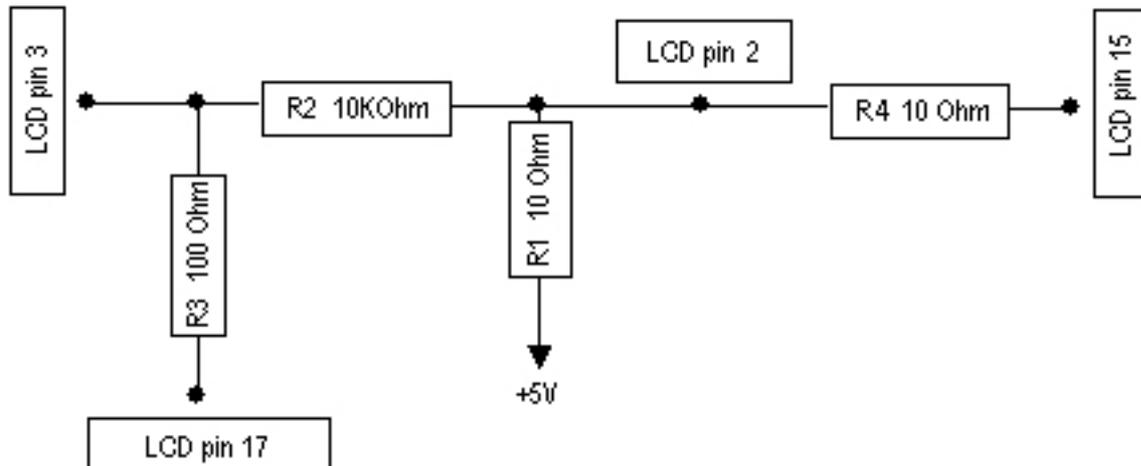 LCD pin 3
R2 10KOhm
LCD pin 2
R4 10 Ohm
LCD pin 15
R3 100 Ohm
R1 10 Ohm
+5V
LCD pin 17